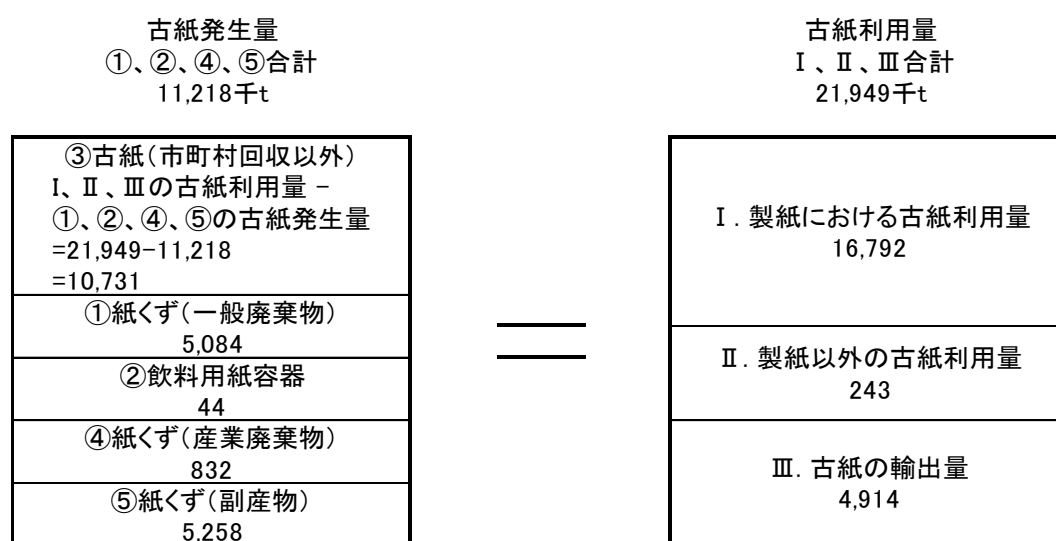 古紙発生量
①、②、④、⑤合計
11,218千t
③古紙（市町村回収以外）
I、Ⅱ、Ⅲの古紙利用量 −
①、②、④、⑤の古紙発生量
=21,949−11,218
=10,731
①紙くず（一般廃棄物）
5,084
②飲料用紙容器
44
④紙くず（産業廃棄物）
832
⑤紙くず（副産物）
5,258
古紙利用量
Ⅰ、Ⅱ、Ⅲ合計
21,949千t
Ⅰ. 製紙における古紙利用量
16,792
Ⅱ. 製紙以外の古紙利用量
243
Ⅲ. 古紙の輸出量
4,914